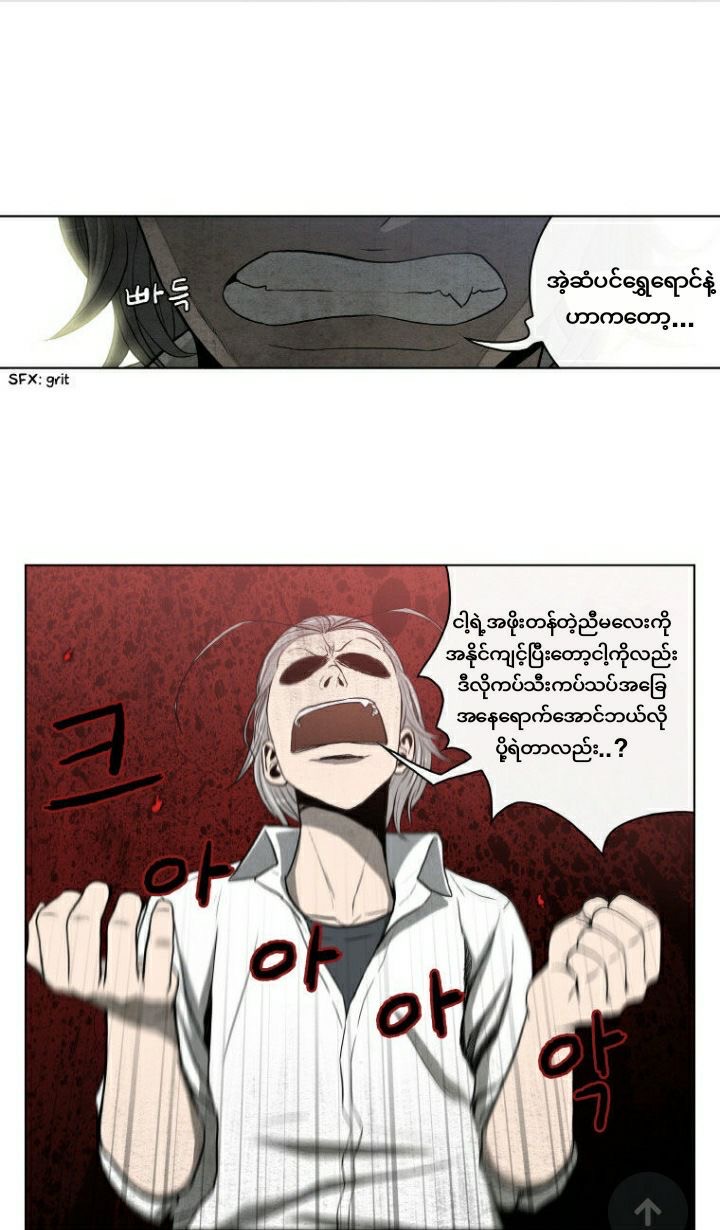 အဲ့ဆံပင်ရွှေရောင်နဲ့
ဟာကတော့...
빠득
SFX: grit
ငါ့ရဲ့အဖိုးတန်တဲ့ညီမလေးကို
အနိုင်ကျင့်ပြီးတော့ငါ့ကိုလည်း
ဒီလိုကပ်သီးကပ်သပ်အခြေ
အနေရောက်အောင်ဘယ်လို
ပို့ရဲတာလည်း..?
크
아
아
아
악